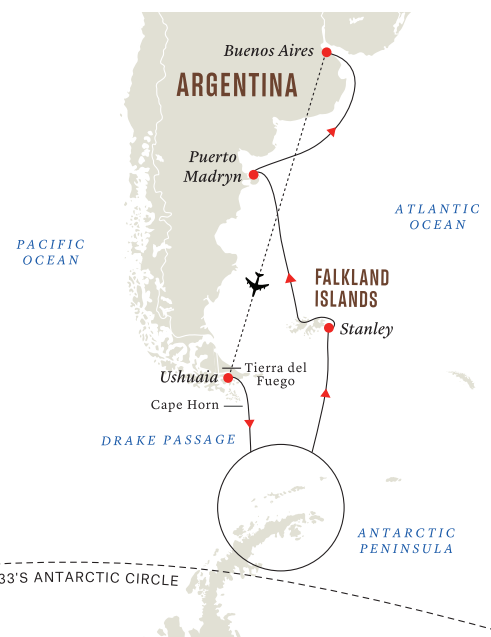 Buenos Aires
ARGENTINA
Puerto
Madryn
ATLANTIC
OCEAN
PACIFIC
OCEAN
FALKLAND
ISLANDS
Stanley
Tierra del
Fuego
Ushuaia
Cape Horn
DRAKE PASSAGE
ANTARCTIC
PENINSULA
33'S ANTARCTIC CIRCLE